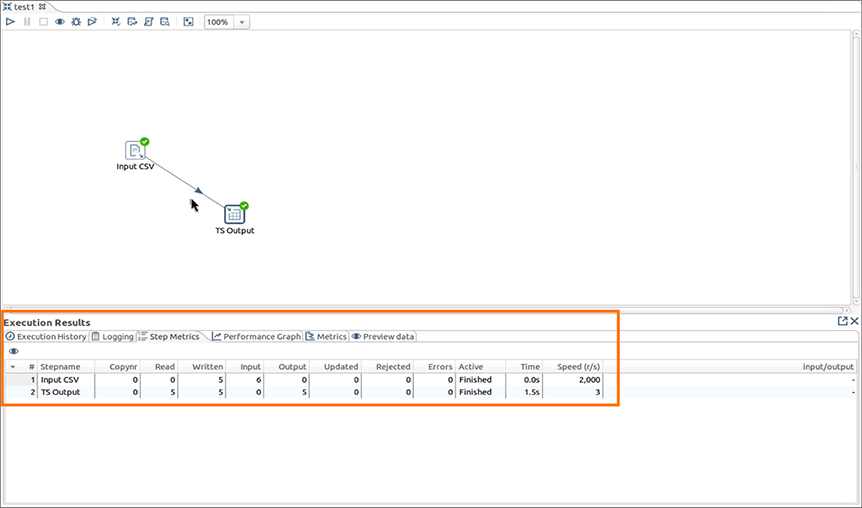 test1
100%
Input CSV
TS Output
Execution Results
Execution History Logging Step Metrics Performance Graph Metrics Preview data
# Stepname Copynr Read Written Input Output Updated Rejected Errors Active Time Speed (r/s) input/output
1 Input CSV 0 0 5 6 0 0 0 0 Finished 0.0s 2,000 -
2 TS Output 0 5 5 0 5 0 0 0 Finished 1.5s 3 -